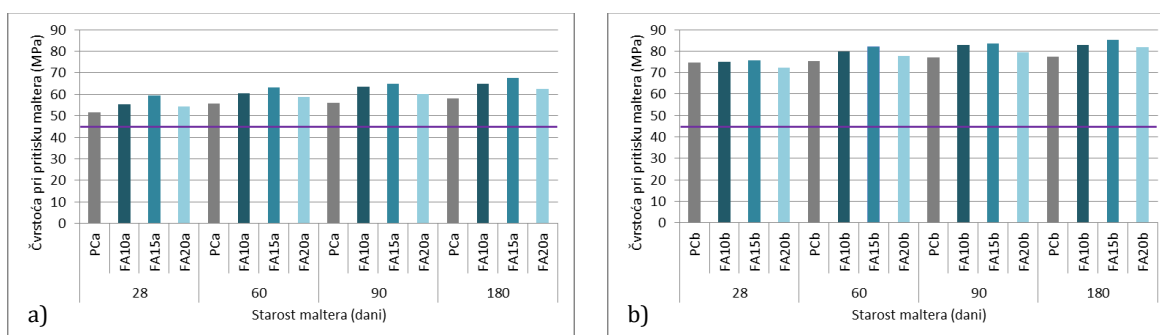 Čvrstoća pri pritisku maltera (MPa)
90
80
70
60
50
40
30
20
10
0
PCa
FA10a
FA15a
FA20a
PCa
FA10a
FA15a
FA20a
PCa
FA10a
FA15a
FA20a
PCa
FA10a
FA15a
FA20a
28
60
90
180
Starost maltera (dani)
a)
Čvrstoća pri pritisku maltera (MPa)
90
80
70
60
50
40
30
20
10
0
PCb
FA10b
FA15b
FA20b
PCb
FA10b
FA15b
FA20b
PCb
FA10b
FA15b
FA20b
PCb
FA10b
FA15b
FA20b
28
60
90
180
Starost maltera (dani)
b)